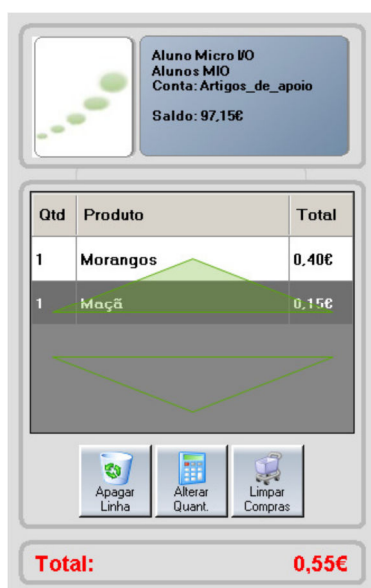 Aluno Micro I/O
Alunos MIO
Conta: Artigos_de_apoio
Saldo: 97,15€
Qtd Produto Total
1 Morangos 0,40€
1 Maçã 0,15€
Apagar Linha
Alterar Quant.
Limpar Compras
Total: 0,55€